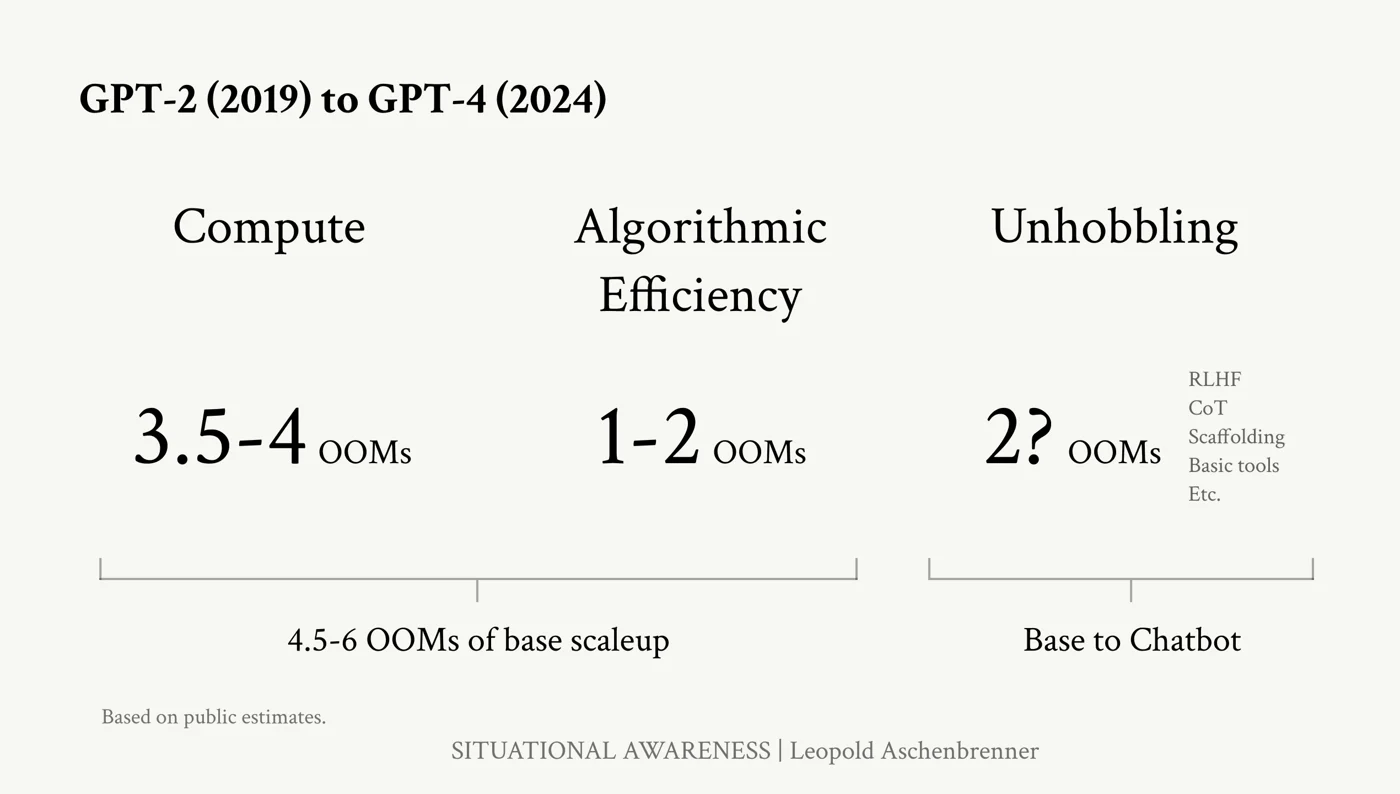 GPT-2 (2019) to GPT-4 (2024)
Compute
Algorithmic
Efficiency
Unhobbling
3.5-4 OOMs
1-2 OOMs
2? OOMs
RLHF
CoT
Scaffolding
Basic tools
Etc.
4.5-6 OOMs of base scaleup
Base to Chatbot
Based on public estimates.
SITUATIONAL AWARENESS | Leopold Aschenbrenner